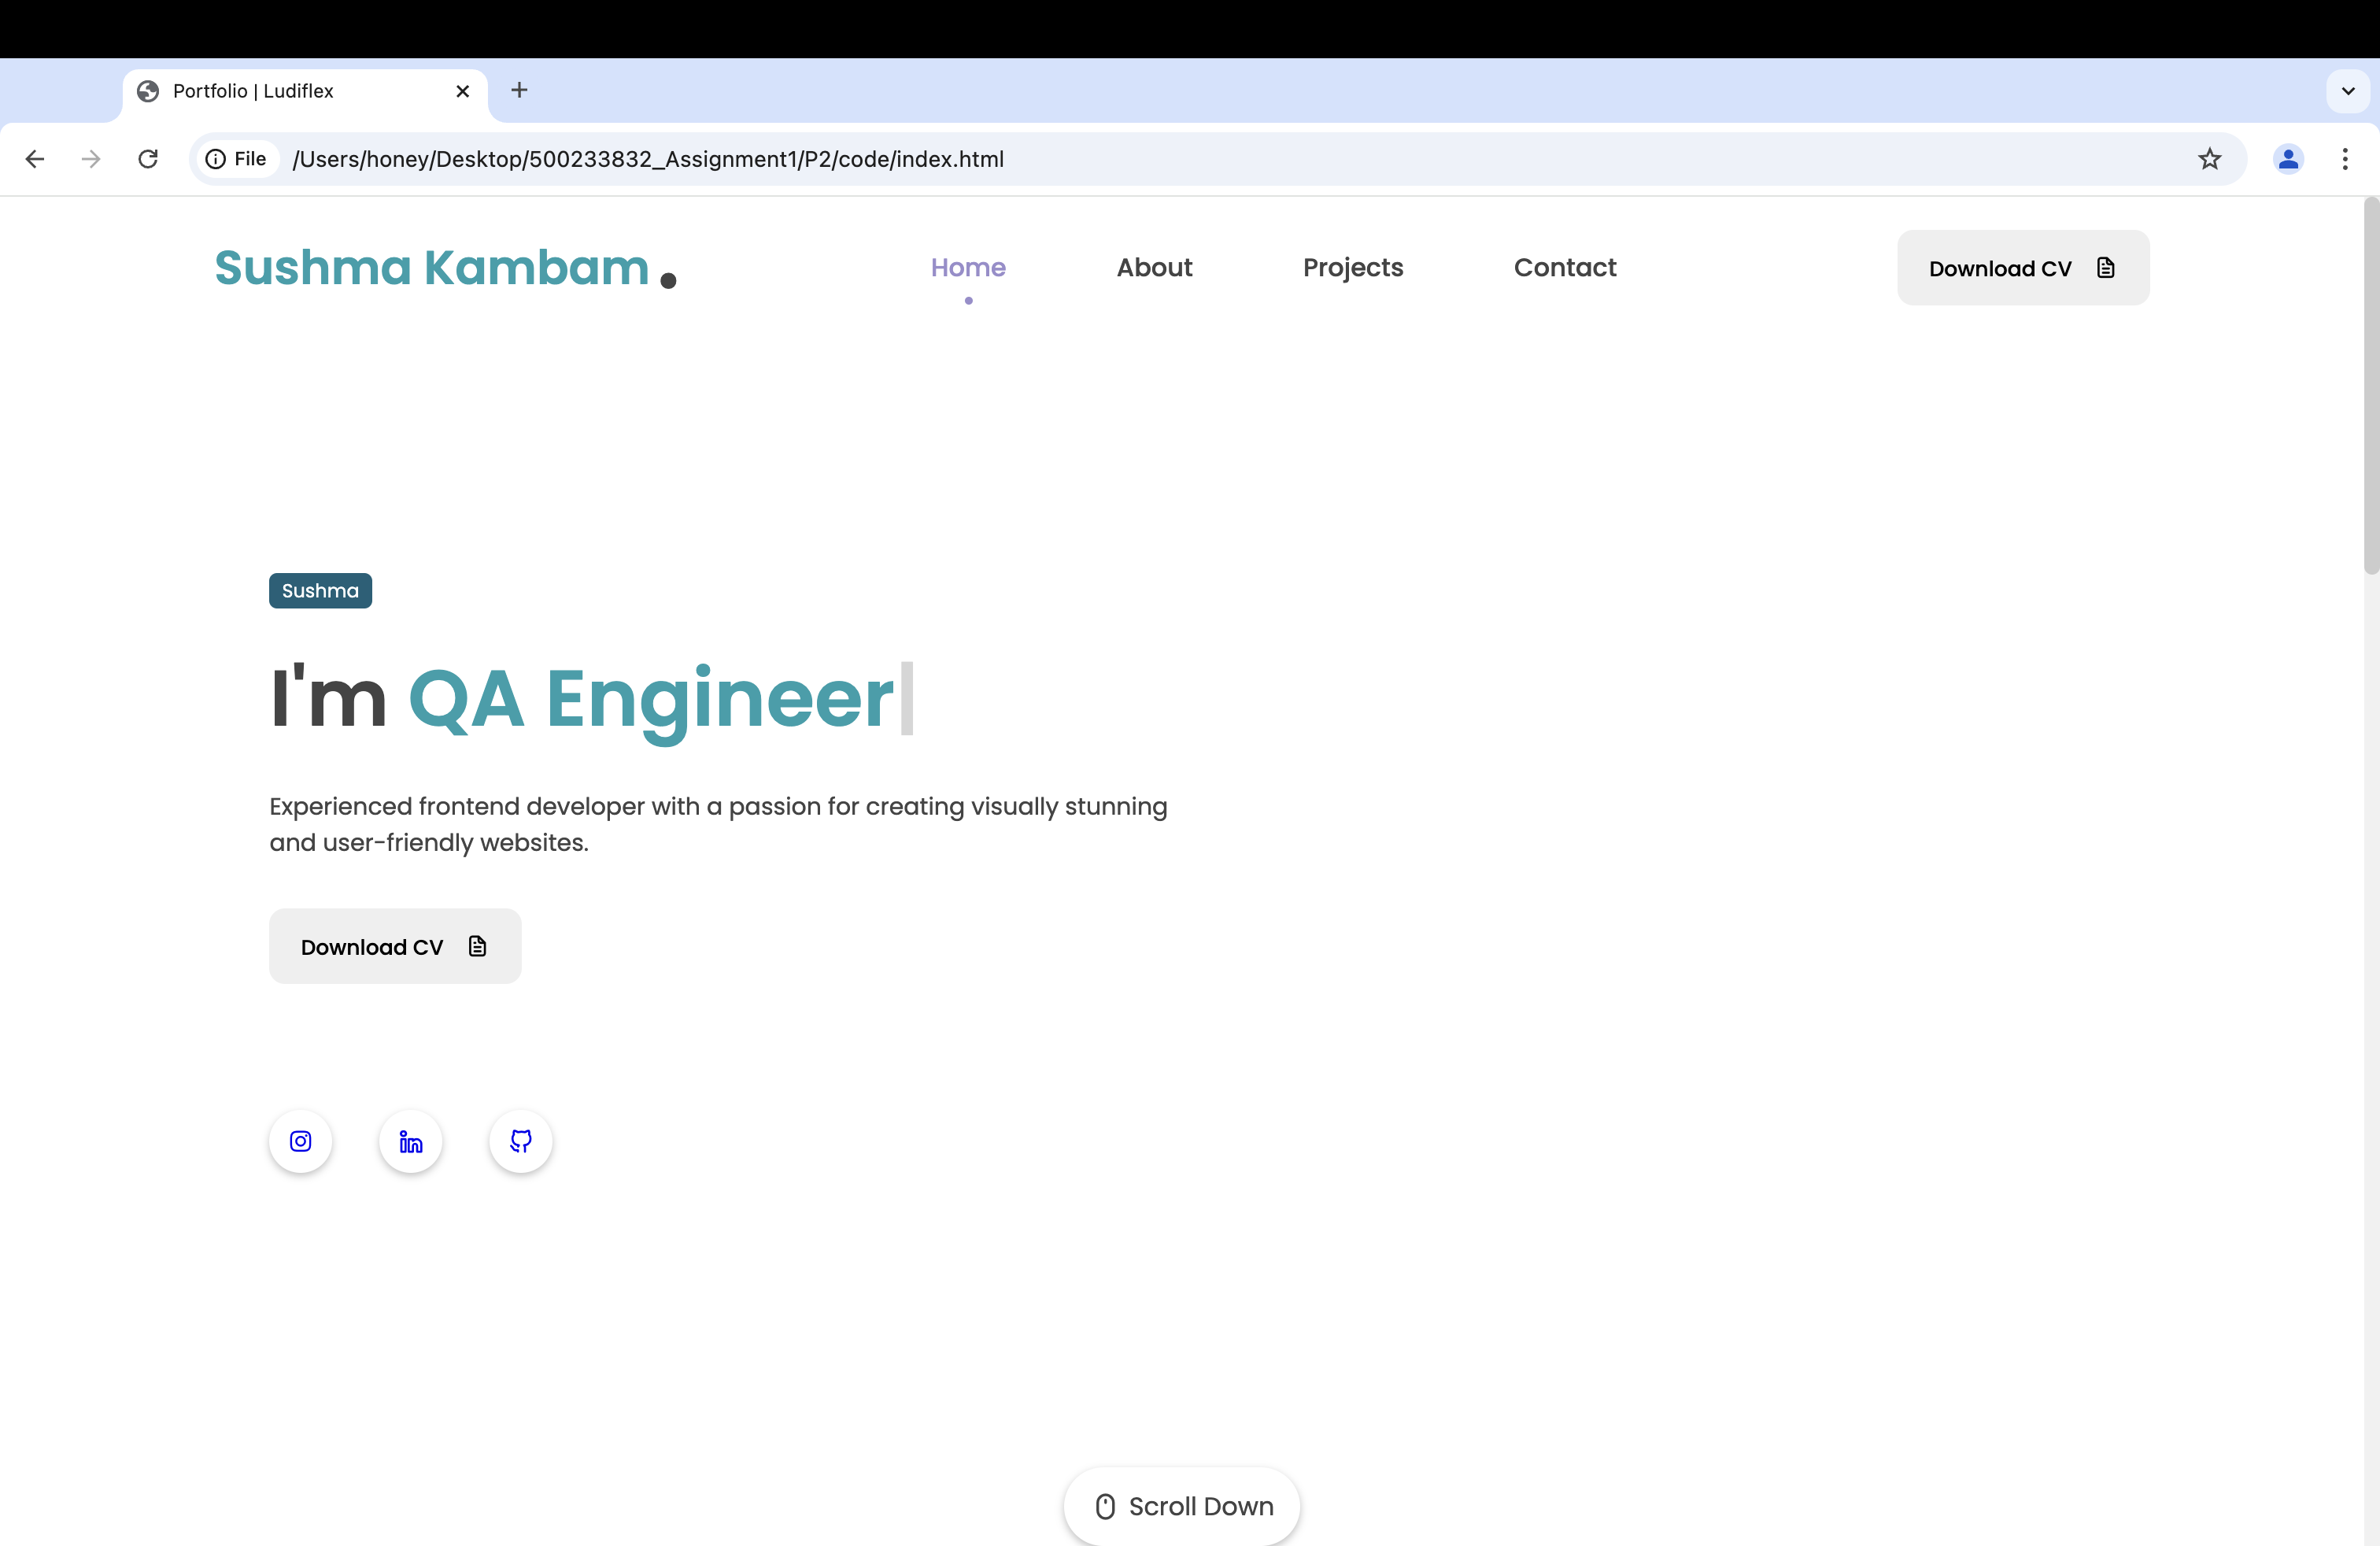 Portfolio | Ludiflex
File /Users/honey/Desktop/500233832_Assignment1/P2/code/index.html
Sushma Kambam. Home About Projects Contact Download CV
Sushma
I'm QA Engineer
Experienced frontend developer with a passion for creating visually stunning
and user-friendly websites.
Download CV
Scroll Down